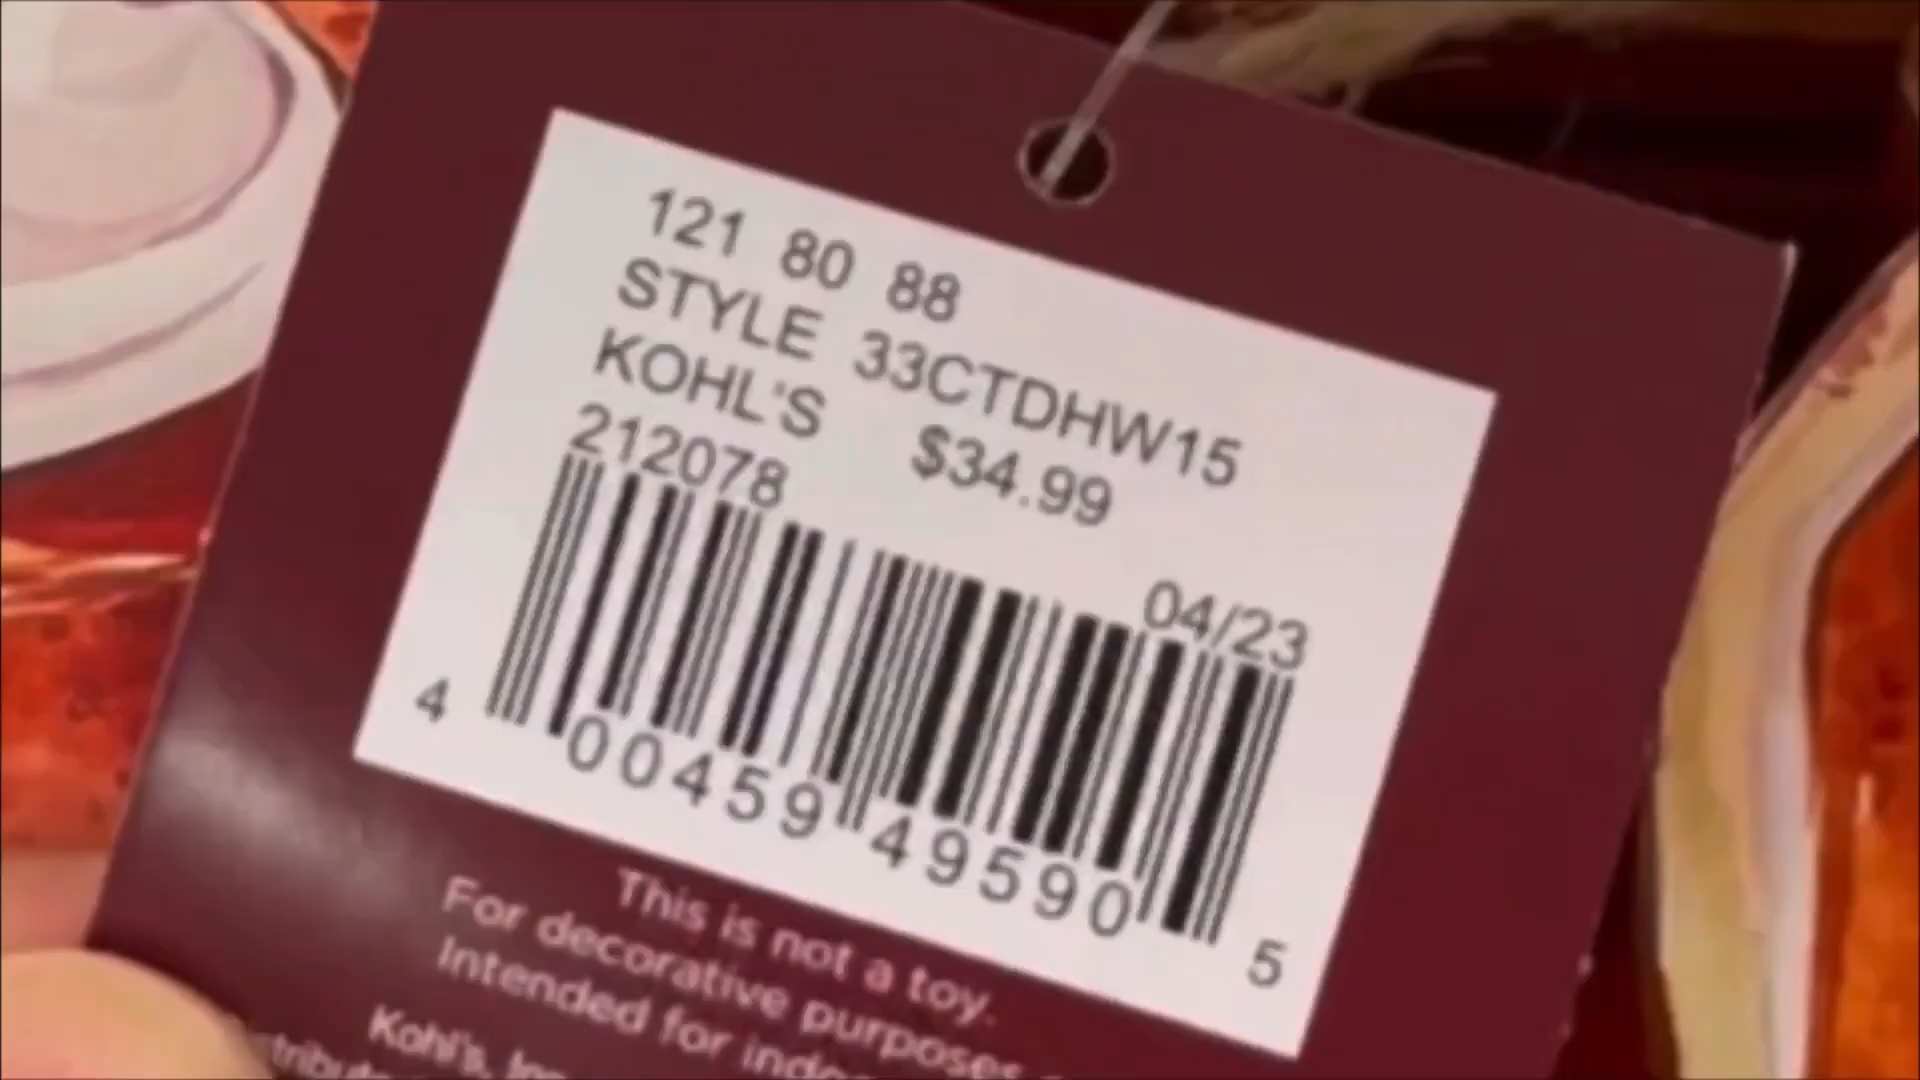 121 80 88
STYLE 33CTDHW15
KOHL'S $34.99
212078
04/23
4 00459 49590 5
This is not a toy.
For decorative purposes
Intended for
Kohl's,